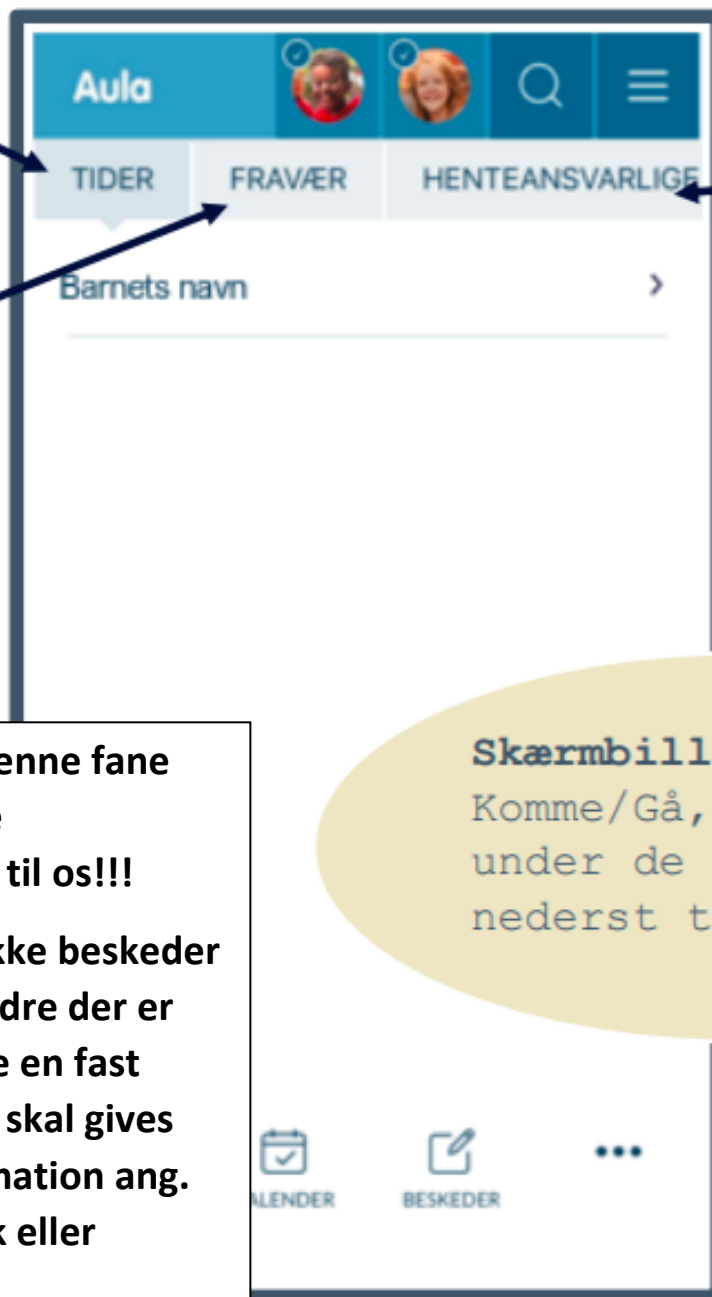 Aula
TIDER FRAVÆR HENTEANSVARLIGE
Barnets navn
enne fane
e
til os!!!
kke beskeder
dre der er
e en fast
skal gives
nation ang.
k eller
Skærmbill
Komme/Gå,
under de
nederst t
ALENDER BESKEDER